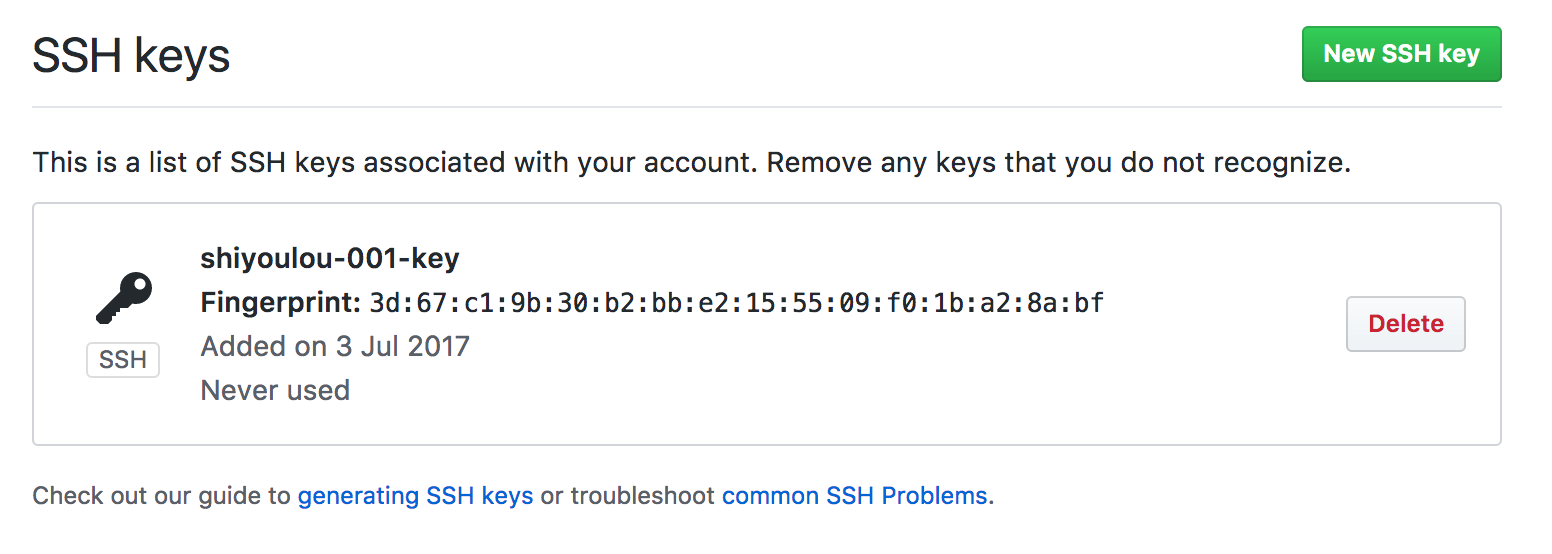 SSH keys
New SSH key
This is a list of SSH keys associated with your account. Remove any keys that you do not recognize.
shiyoulou-001-key
Fingerprint: 3d:67:c1:9b:30:b2:bb:e2:15:55:09:f0:1b:a2:8a:bf
Added on 3 Jul 2017
Never used
SSH
Delete
Check out our guide to generating SSH keys or troubleshoot common SSH Problems.